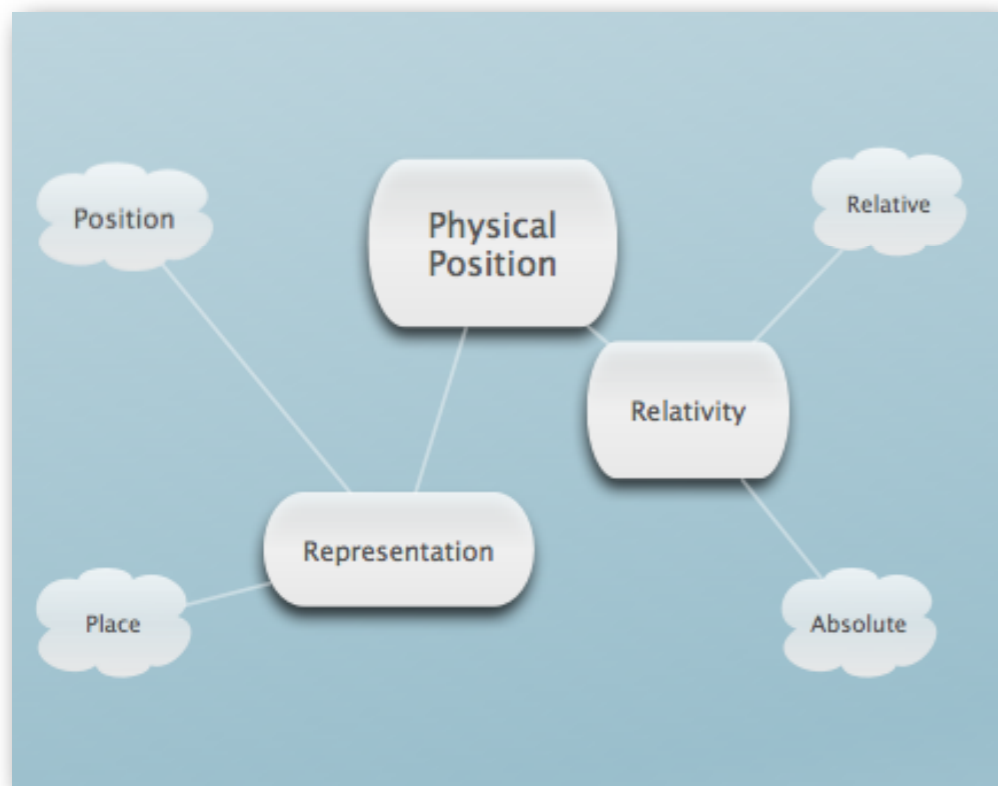 Position
Physical
Position
Relative
Relativity
Representation
Place
Absolute